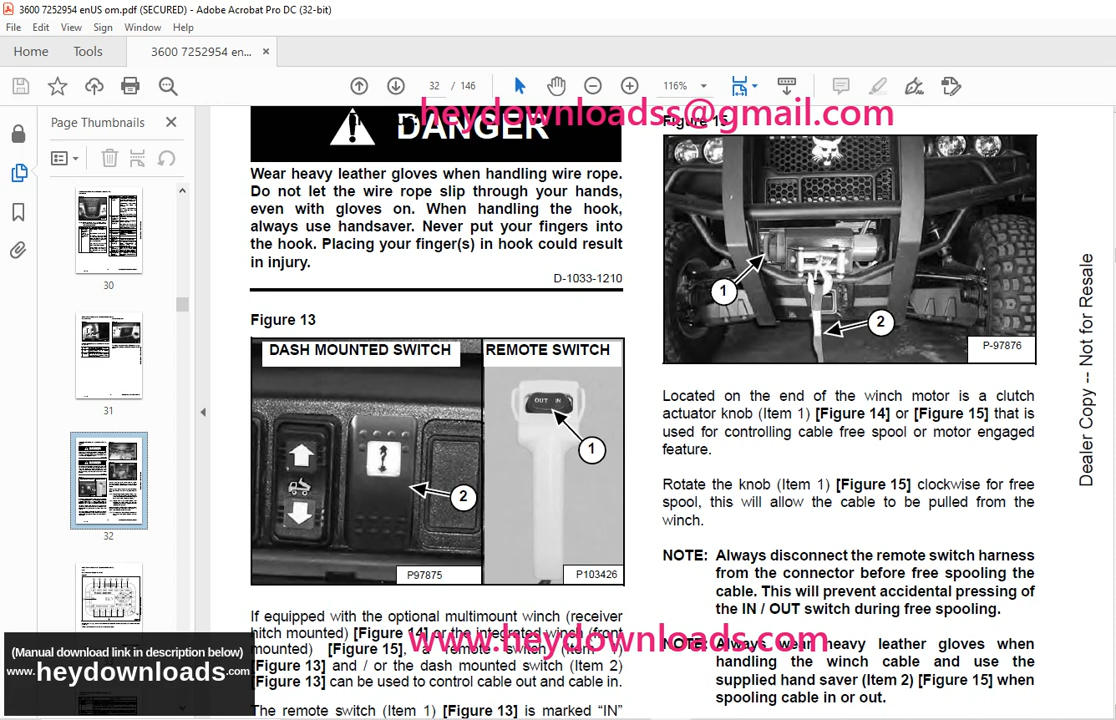 3600 7252954 enUS om.pdf (SECURED) - Adobe Acrobat Pro DC (32-bit)
File Edit View Sign Window Help
Home Tools 3600 7252954 en... ×
32 / 146 116%
Page Thumbnails
30
31
32
DANGER
Wear heavy leather gloves when handling wire rope.
Do not let the wire rope slip through your hands,
even with gloves on. When handling the hook,
always use handsaver. Never put your fingers into
the hook. Placing your finger(s) in hook could result
in injury.
D-1033-1210
Figure 13
DASH MOUNTED SWITCH
REMOTE SWITCH
OUT IN
1
2
P97875
P103426
If equipped with the optional multimount winch (receiver
hitch mounted) [Figure 14] or the integrated winch (front
mounted) [Figure 15], a remote switch (Item 1)
[Figure 13] and / or the dash mounted switch (Item 2)
[Figure 13] can be used to control cable out and cable in.
The remote switch (Item 1) [Figure 13] is marked “IN”
heydownloadss@gmail.com
Figure 15
1
2
P-97876
Located on the end of the winch motor is a clutch
actuator knob (Item 1) [Figure 14] or [Figure 15] that is
used for controlling cable free spool or motor engaged
feature.
Rotate the knob (Item 1) [Figure 15] clockwise for free
spool, this will allow the cable to be pulled from the
winch.
NOTE: Always disconnect the remote switch harness
from the connector before free spooling the
cable. This will prevent accidental pressing of
the IN / OUT switch during free spooling.
NOTE: Always wear heavy leather gloves when
handling the winch cable and use the
supplied hand saver (Item 2) [Figure 15] when
spooling cable in or out.
www.heydownloads.com
Dealer Copy -- Not for Resale
(Manual download link in description below)
www.heydownloads.com